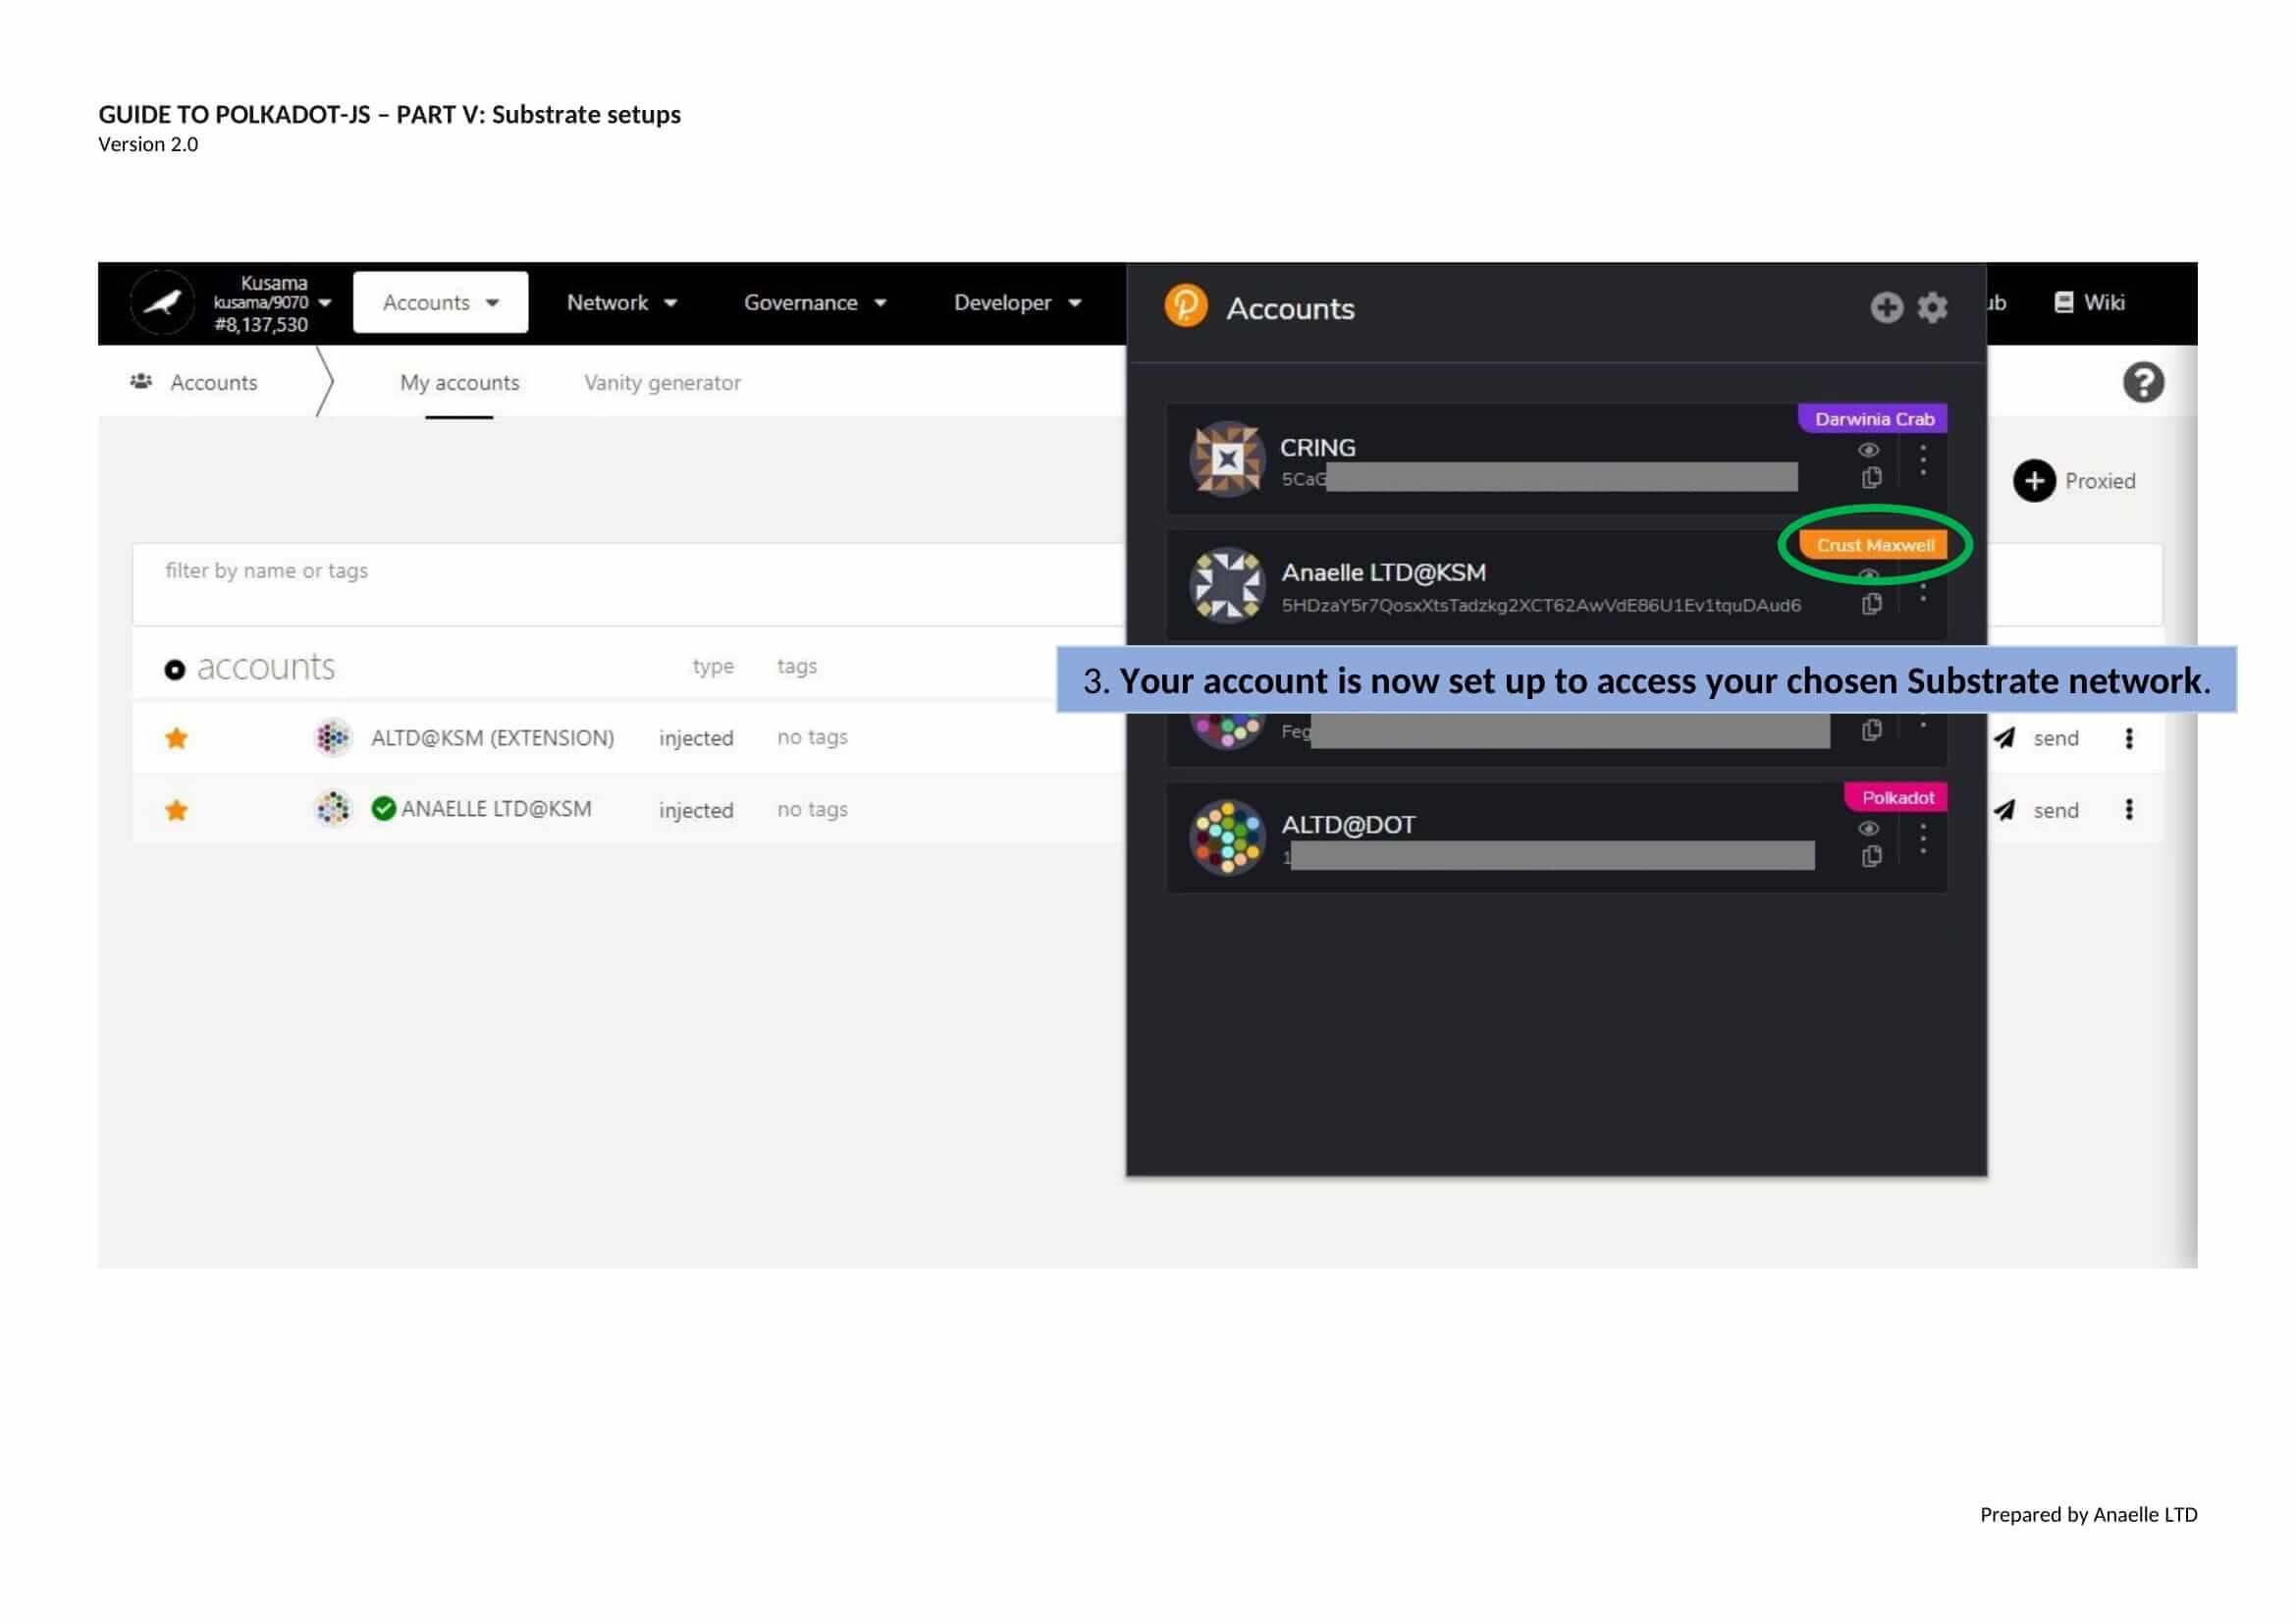 GUIDE TO POLKADOT-JS – PART V: Substrate setups
Version 2.0
Kusama
kusama/9070
#8,137,530
Accounts
Network
Governance
Developer
Accounts
ub
Wiki
Accounts
My accounts
Vanity generator
Darwinia Crab
CRING
5CaG
Proxied
Crust Maxwell
filter by name or tags
Anaelle LTD@KSM
5HDzaY5r7QosxXtsTadzkg2XCT62AwVdE86U1Ev1tquDAud6
accounts
type
tags
3. Your account is now set up to access your chosen Substrate network.
ALTD@KSM (EXTENSION)
injected
no tags
Feg
send
ANAELLE LTD@KSM
injected
no tags
Polkadot
ALTD@DOT
1
send
Prepared by Anaelle LTD